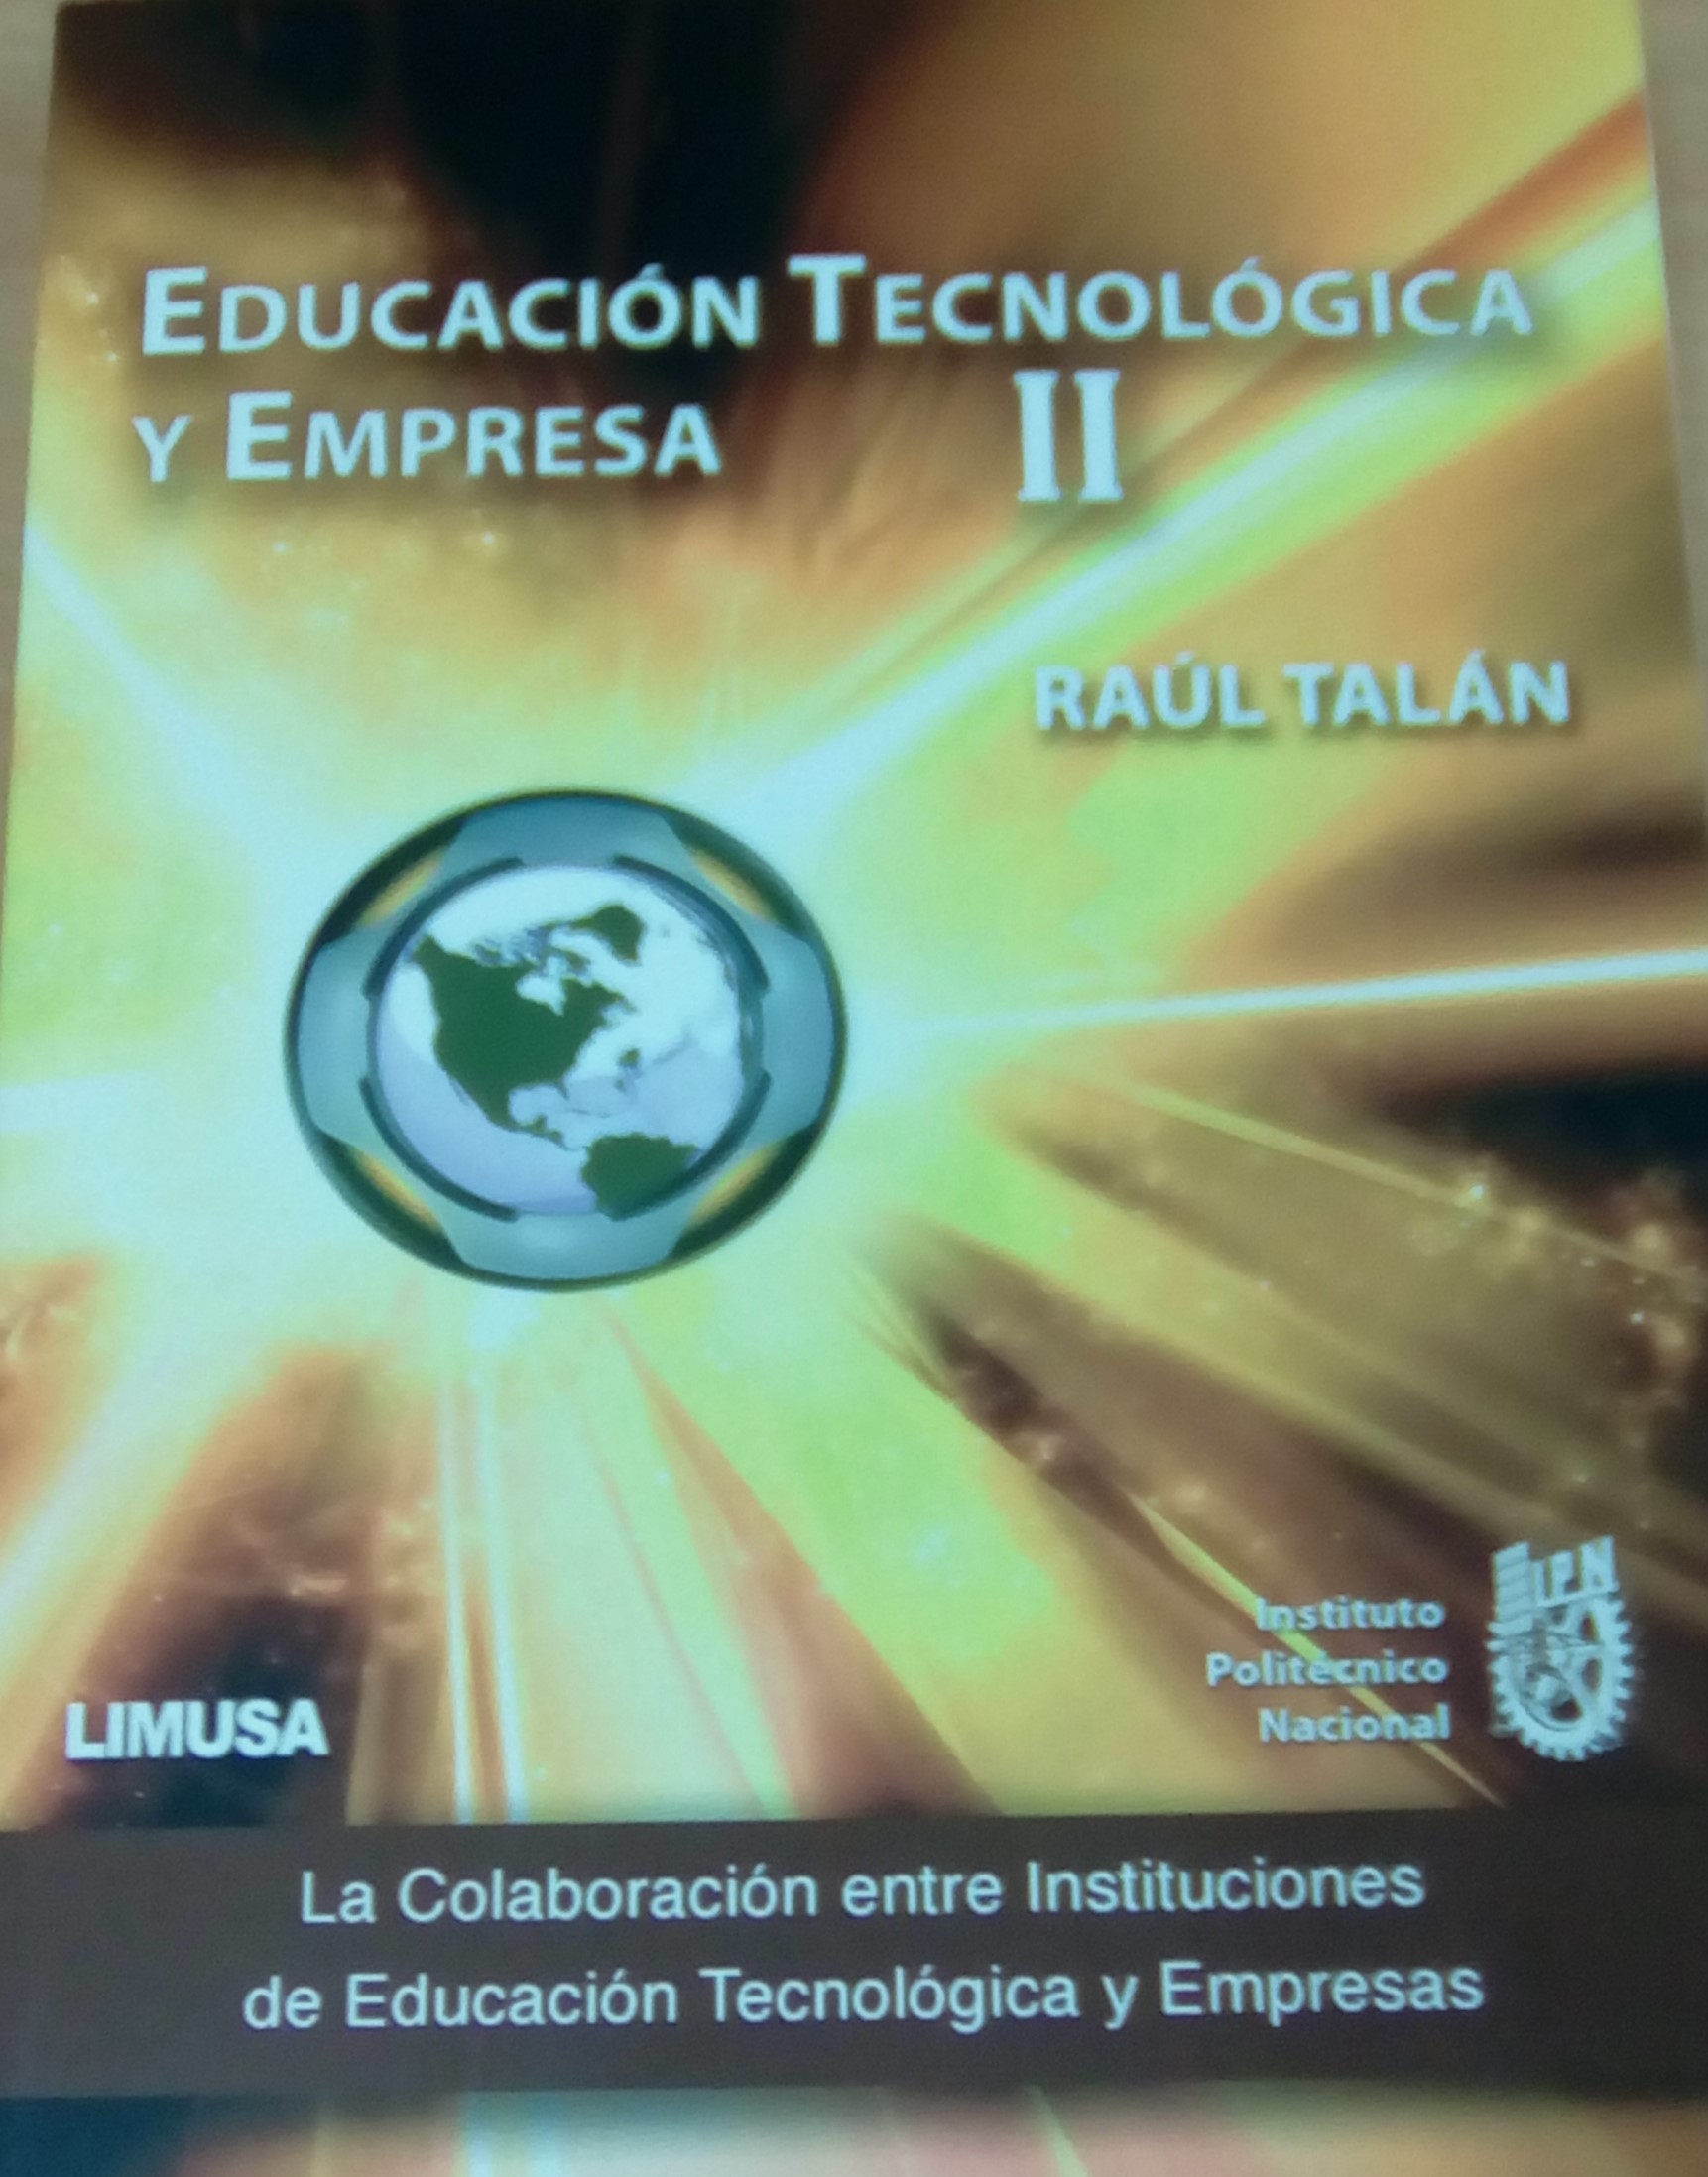 EDUCACIÓN TECNOLÓGICA
Y EMPRESA II
RAÚL TALÁN
IPN
Instituto
Politécnico
Nacional
LIMUSA
La Colaboración entre Instituciones
de Educación Tecnológica y Empresas